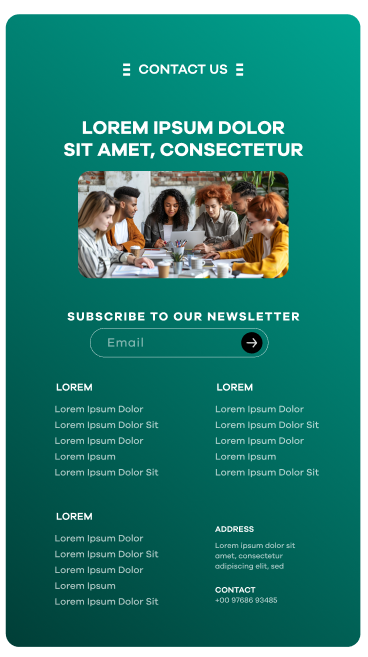 CONTACT US
LOREM IPSUM DOLOR
SIT AMET, CONSECTETUR
SUBSCRIBE TO OUR NEWSLETTER
Email
LOREM
Lorem Ipsum Dolor
Lorem Ipsum Dolor Sit
Lorem Ipsum Dolor
Lorem Ipsum
Lorem Ipsum Dolor Sit
LOREM
Lorem Ipsum Dolor
Lorem Ipsum Dolor Sit
Lorem Ipsum Dolor
Lorem Ipsum
Lorem Ipsum Dolor Sit
LOREM
Lorem Ipsum Dolor
Lorem Ipsum Dolor Sit
Lorem Ipsum Dolor
Lorem Ipsum
Lorem Ipsum Dolor Sit
ADDRESS
Lorem ipsum dolor sit
amet, consectetur
adipiscing elit, sed
CONTACT
+00 97686 93485